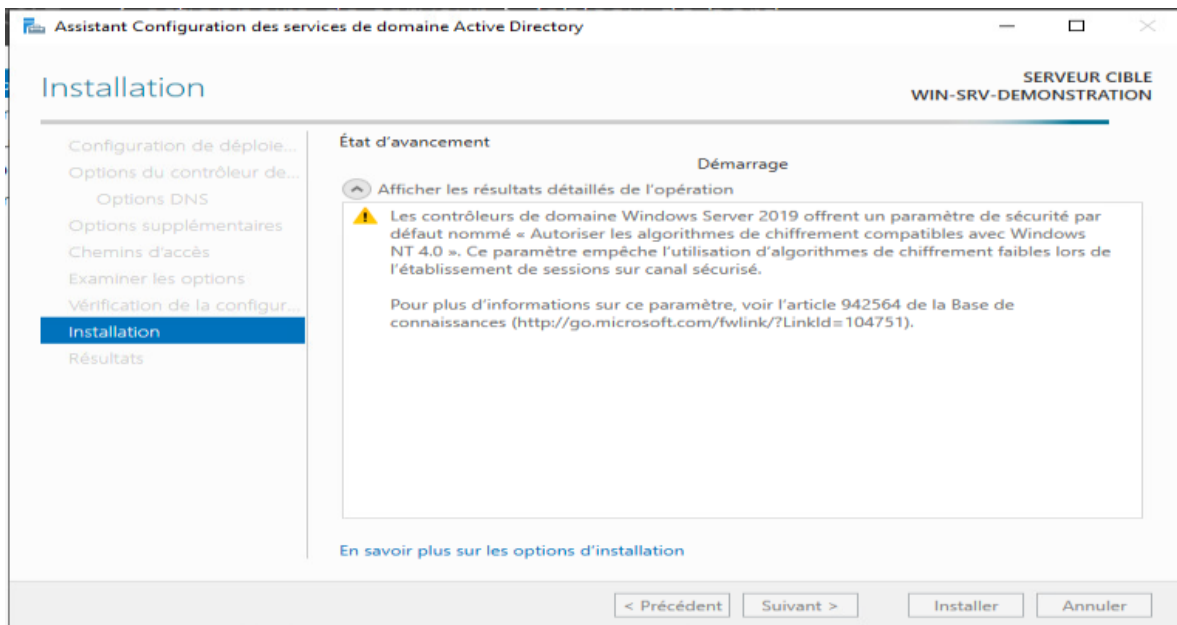 Assistant Configuration des services de domaine Active Directory
Installation
SERVEUR CIBLE
WIN-SRV-DEMONSTRATION
Configuration de déploie...
Options du contrôleur de...
Options DNS
Options supplémentaires
Chemins d'accès
Examiner les options
Vérification de la configur...
Installation
Résultats
État d'avancement
Démarrage
Afficher les résultats détaillés de l'opération
Les contrôleurs de domaine Windows Server 2019 offrent un paramètre de sécurité par
défaut nommé « Autoriser les algorithmes de chiffrement compatibles avec Windows
NT 4.0 ». Ce paramètre empêche l'utilisation d'algorithmes de chiffrement faibles lors de
l'établissement de sessions sur canal sécurisé.
Pour plus d'informations sur ce paramètre, voir l'article 942564 de la Base de
connaissances (http://go.microsoft.com/fwlink/?LinkId=104751).
En savoir plus sur les options d'installation
< Précédent
Suivant >
Installer
Annuler